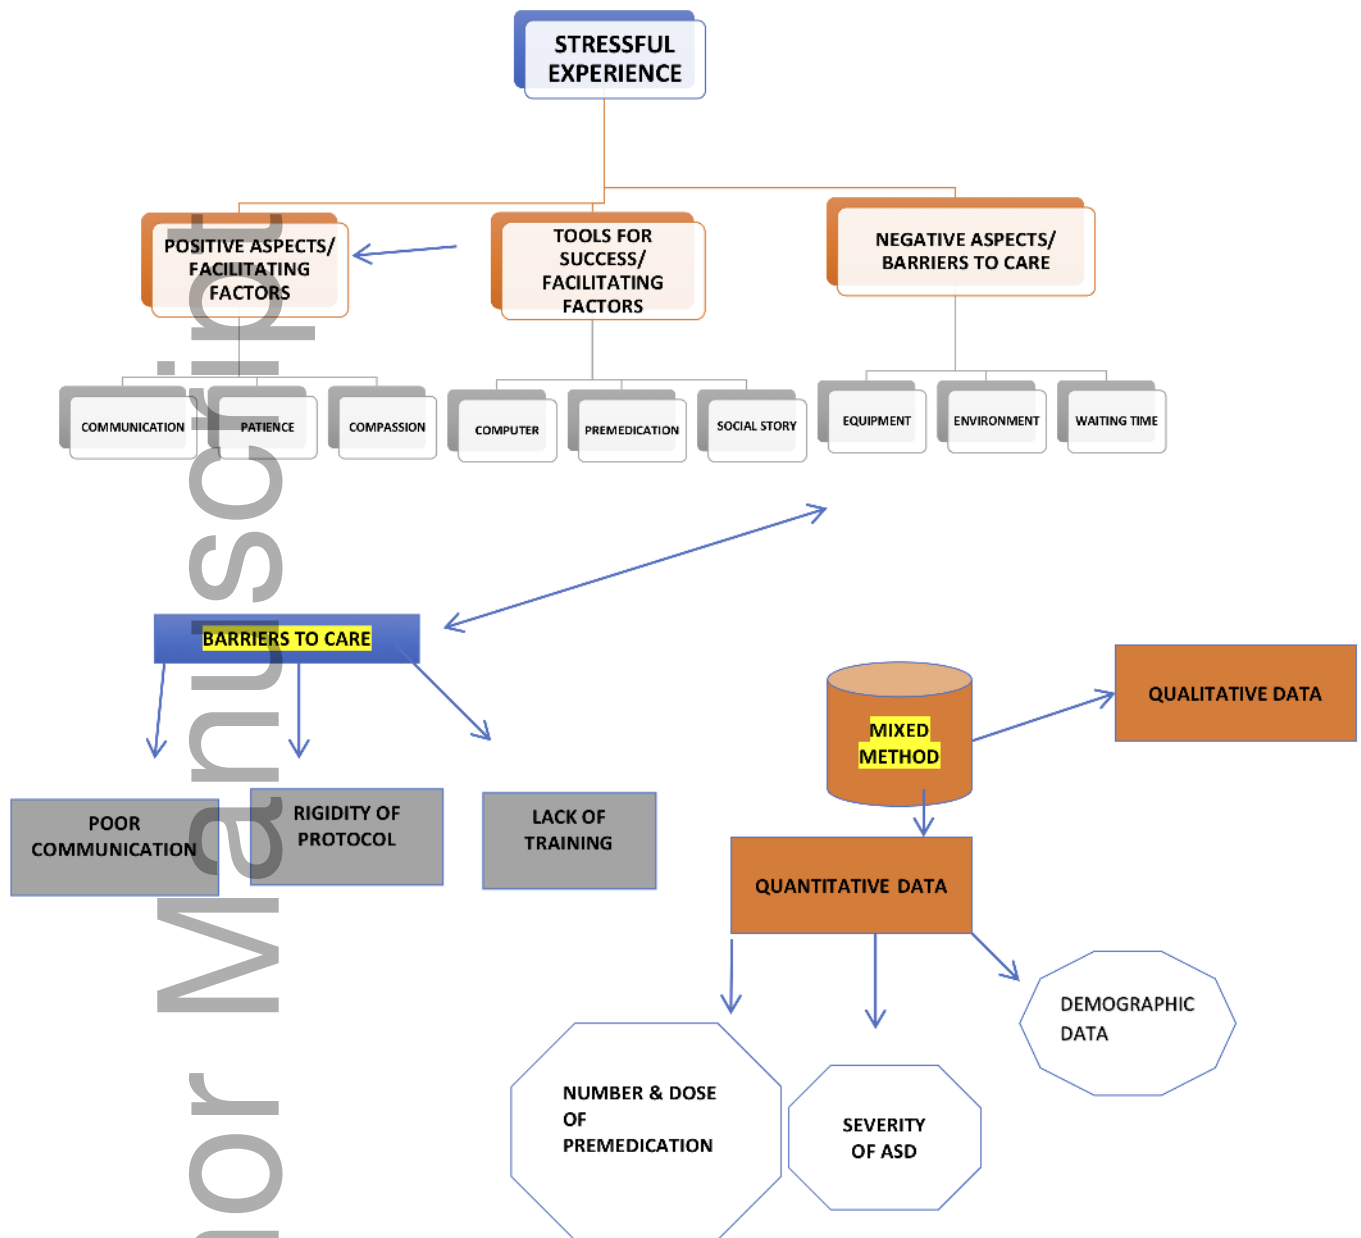 STRESSFUL
EXPERIENCE
POSITIVE ASPECTS/
FACILITATING
FACTORS
TOOLS FOR
SUCCESS/
FACILITATING
FACTORS
NEGATIVE ASPECTS/
BARRIERS TO CARE
COMMUNICATION
PATIENCE
COMPASSION
COMPUTER
PREMEDICATION
SOCIAL STORY
EQUIPMENT
ENVIRONMENT
WAITING TIME
BARRIERS TO CARE
POOR
COMMUNICATION
RIGIDITY OF
PROTOCOL
LACK OF
TRAINING
MIXED
METHOD
QUALITATIVE DATA
QUANTITATIVE DATA
NUMBER & DOSE
OF
PREMEDICATION
SEVERITY
OF ASD
DEMOGRAPHIC
DATA
Manuscript